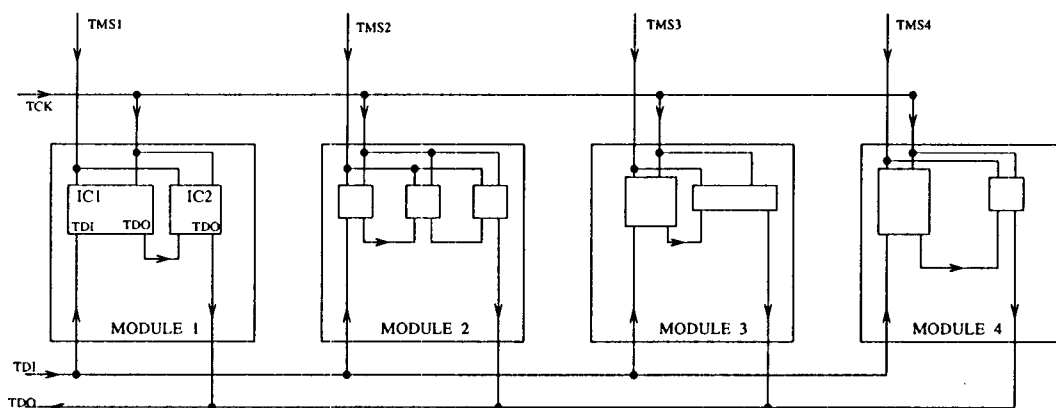 TMS1
TMS2
TMS3
TMS4
TCK
IC1
IC2
TDI
TDO
TDO
MODULE 1
MODULE 2
MODULE 3
MODULE 4
TDI
TDO